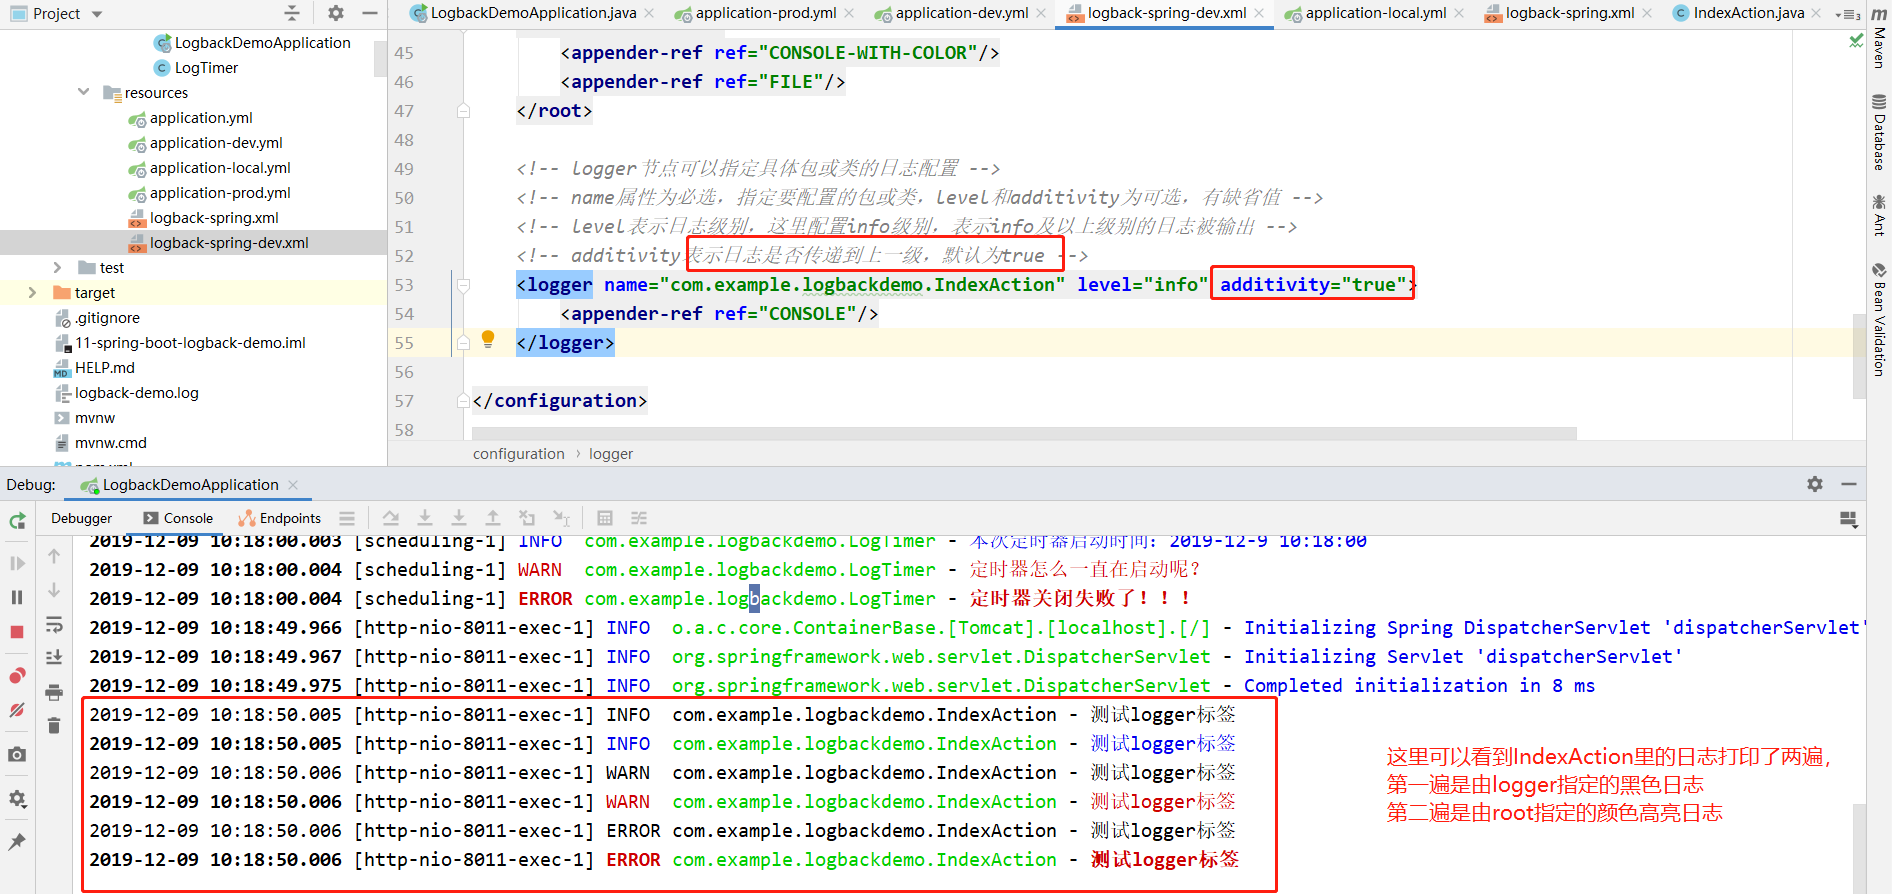 Project
LogbackDemoApplication.java
application-prod.yml
application-dev.yml
logback-spring-dev.xml
application-local.yml
logback-spring.xml
IndexAction.java
LogbackDemoApplication
LogTimer
resources
application.yml
application-dev.yml
application-local.yml
application-prod.yml
logback-spring.xml
logback-spring-dev.xml
test
target
.gitignore
11-spring-boot-logback-demo.iml
HELP.md
logback-demo.log
mvnw
mvnw.cmd
45 <appender-ref ref="CONSOLE-WITH-COLOR"/>
46 <appender-ref ref="FILE"/>
47 </root>
48
49 <!-- logger节点可以指定具体包或类的日志配置 -->
50 <!-- name属性为必选，指定要配置的包或类，level和additivity为可选，有缺省值 -->
51 <!-- level表示日志级别，这里配置info级别，表示info及以上级别的日志被输出 -->
52 <!-- additivity表示日志是否传递到上一级，默认为true -->
53 <logger name="com.example.logbackdemo.IndexAction" level="info" additivity="true">
54 <appender-ref ref="CONSOLE"/>
55 </logger>
56
57 </configuration>
58
configuration › logger
Maven
Database
Ant
Bean Validation
Debug: LogbackDemoApplication
Debugger Console Endpoints
2019-12-09 10:18:00.003 [scheduling-1] INFO com.example.logbackdemo.LogTimer - 本次定时器启动时间：2019-12-9 10:18:00
2019-12-09 10:18:00.004 [scheduling-1] WARN com.example.logbackdemo.LogTimer - 定时器怎么一直在启动呢？
2019-12-09 10:18:00.004 [scheduling-1] ERROR com.example.logbackdemo.LogTimer - 定时器关闭失败了！！！
2019-12-09 10:18:49.966 [http-nio-8011-exec-1] INFO o.a.c.core.ContainerBase.[Tomcat].[localhost].[/] - Initializing Spring DispatcherServlet 'dispatcherServlet'
2019-12-09 10:18:49.967 [http-nio-8011-exec-1] INFO org.springframework.web.servlet.DispatcherServlet - Initializing Servlet 'dispatcherServlet'
2019-12-09 10:18:49.975 [http-nio-8011-exec-1] INFO org.springframework.web.servlet.DispatcherServlet - Completed initialization in 8 ms
2019-12-09 10:18:50.005 [http-nio-8011-exec-1] INFO com.example.logbackdemo.IndexAction - 测试logger标签
2019-12-09 10:18:50.005 [http-nio-8011-exec-1] INFO com.example.logbackdemo.IndexAction - 测试logger标签
2019-12-09 10:18:50.006 [http-nio-8011-exec-1] WARN com.example.logbackdemo.IndexAction - 测试logger标签
2019-12-09 10:18:50.006 [http-nio-8011-exec-1] WARN com.example.logbackdemo.IndexAction - 测试logger标签
2019-12-09 10:18:50.006 [http-nio-8011-exec-1] ERROR com.example.logbackdemo.IndexAction - 测试logger标签
2019-12-09 10:18:50.006 [http-nio-8011-exec-1] ERROR com.example.logbackdemo.IndexAction - 测试logger标签
这里可以看到IndexAction里的日志打印了两遍，
第一遍是由logger指定的黑色日志
第二遍是由root指定的颜色高亮日志